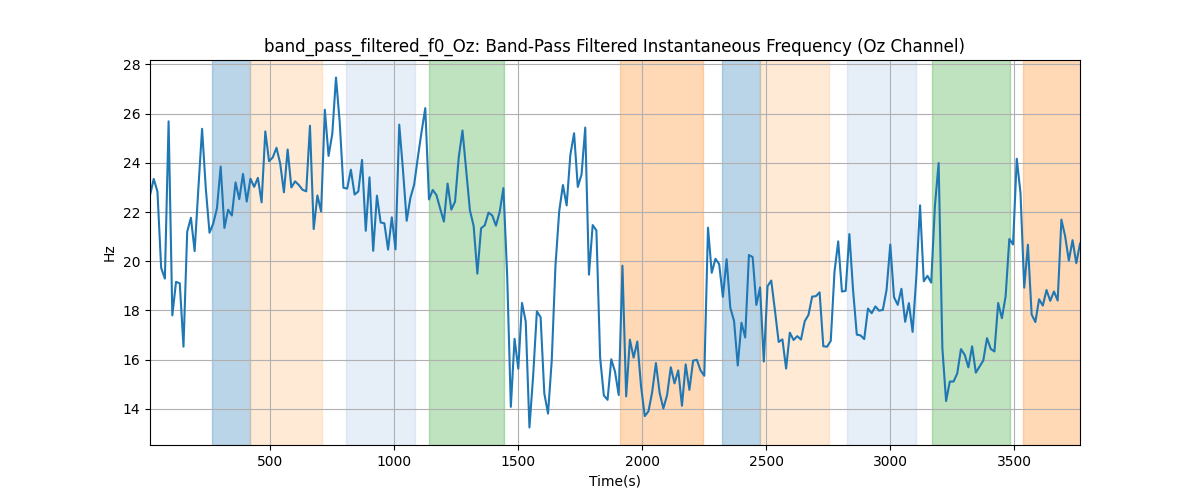 band_pass_filtered_f0_Oz: Band-Pass Filtered Instantaneous Frequency (Oz Channel)
28
26
24
22
20
18
16
14
Hz
500 1000 1500 2000 2500 3000 3500
Time(s)